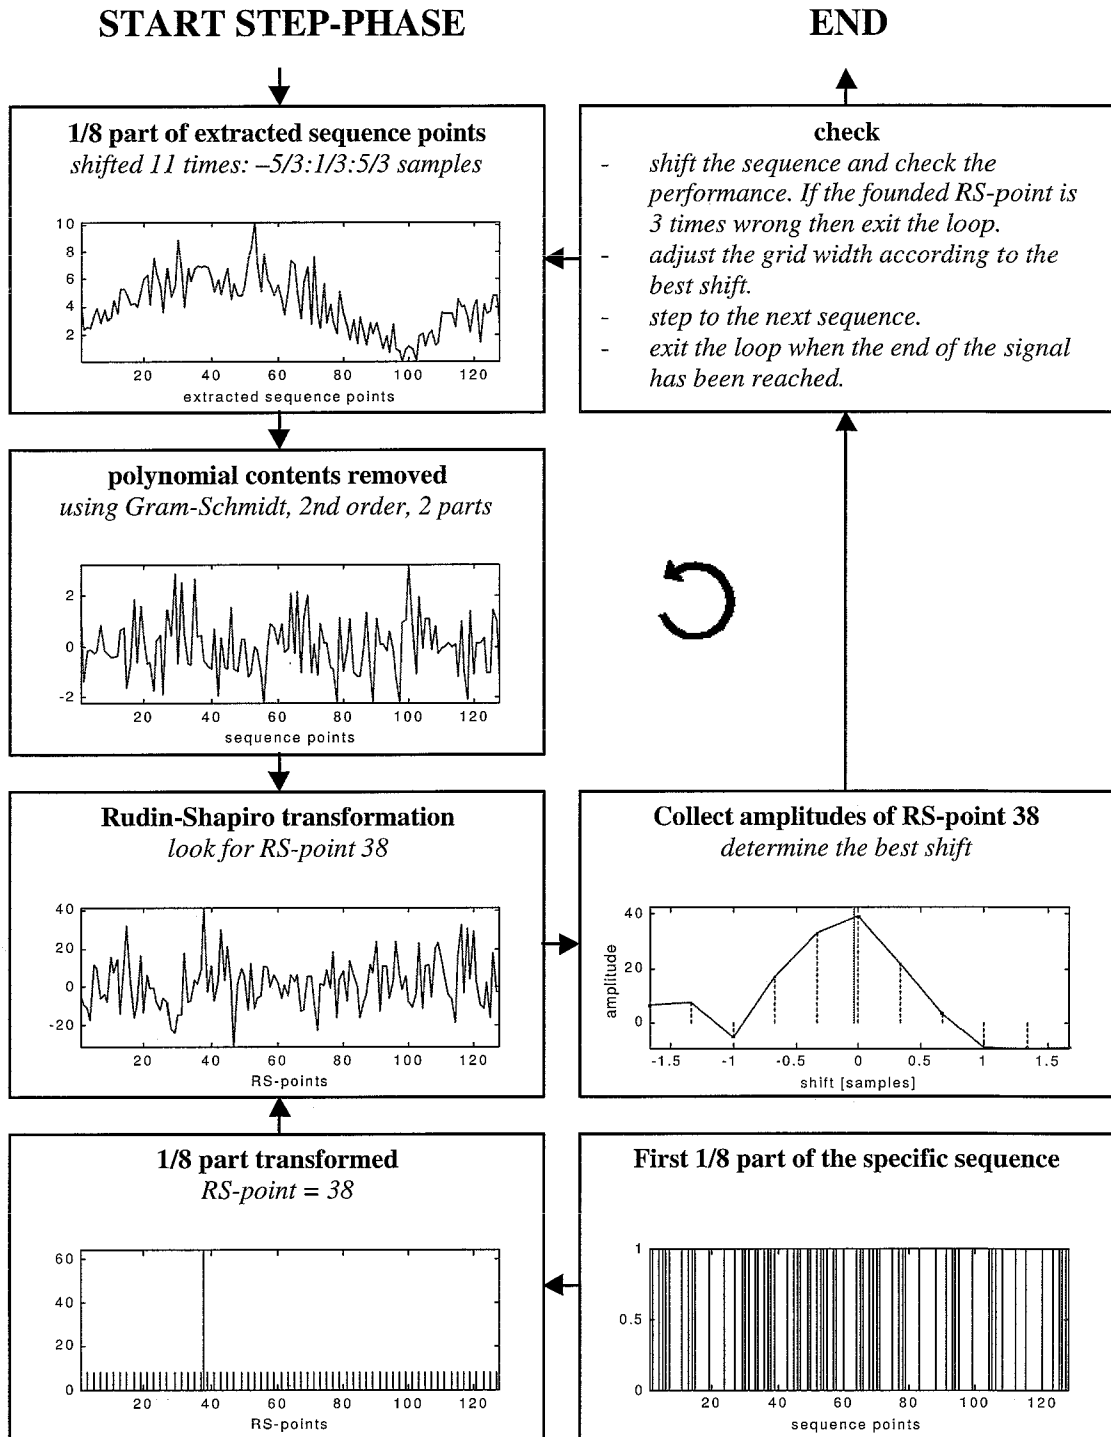 START STEP-PHASE
END
1/8 part of extracted sequence points
shifted 11 times: –5/3:1/3:5/3 samples
10
8
6
4
2
20 40 60 80 100 120
extracted sequence points
check
- shift the sequence and check the
performance. If the founded RS-point is
3 times wrong then exit the loop.
- adjust the grid width according to the
best shift.
- step to the next sequence.
- exit the loop when the end of the signal
has been reached.
polynomial contents removed
using Gram-Schmidt, 2nd order, 2 parts
2
0
-2
20 40 60 80 100 120
sequence points
Rudin-Shapiro transformation
look for RS-point 38
40
20
0
-20
20 40 60 80 100 120
RS-points
Collect amplitudes of RS-point 38
determine the best shift
40
20
0
amplitude
-1.5 -1 -0.5 0 0.5 1 1.5
shift [samples]
1/8 part transformed
RS-point = 38
60
40
20
0
20 40 60 80 100 120
RS-points
First 1/8 part of the specific sequence
1
0.5
0
20 40 60 80 100 120
sequence points